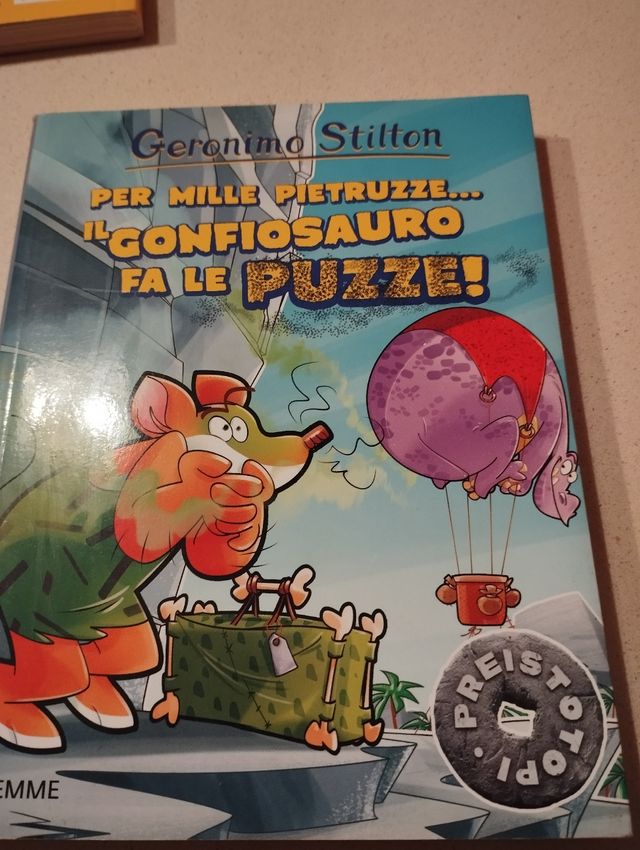 Geronimo Stilton
PER MILLE PIETRUZZE...
IL GONFIOSAURO
FA LE PUZZE!
PREISTOTOPI •
EMME